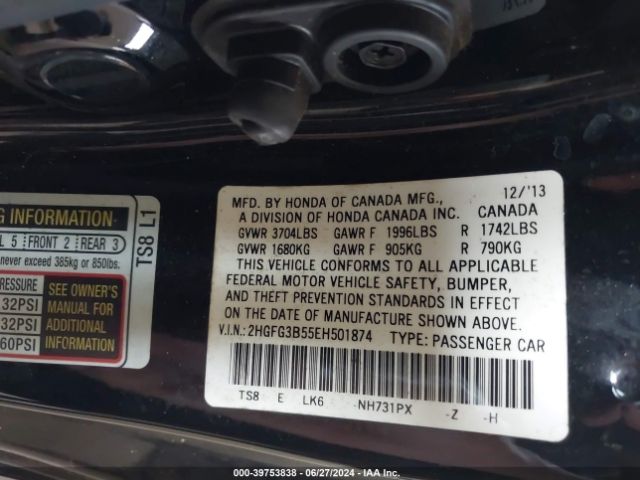 MFD. BY HONDA OF CANADA MFG., 12/'13
A DIVISION OF HONDA CANADA INC. CANADA
GVWR 3704LBS GAWR F 1996LBS R 1742LBS
GVWR 1680KG GAWR F 905KG R 790KG
THIS VEHICLE CONFORMS TO ALL APPLICABLE
FEDERAL MOTOR VEHICLE SAFETY, BUMPER,
AND THEFT PREVENTION STANDARDS IN EFFECT
ON THE DATE OF MANUFACTURE SHOWN ABOVE.
V.I.N.: 2HGFG3B55EH501874 TYPE: PASSENGER CAR
TS8 E LK6 -NH731PX -Z -H
INFORMATION
5 FRONT 2 REAR 3
never exceed 385kg or 850lbs.
32PSI
32PSI
60PSI
SEE OWNER'S
MANUAL FOR
ADDITIONAL
INFORMATION
TS8 L1
000-39753838 - 06/27/2024 - IAA Inc.